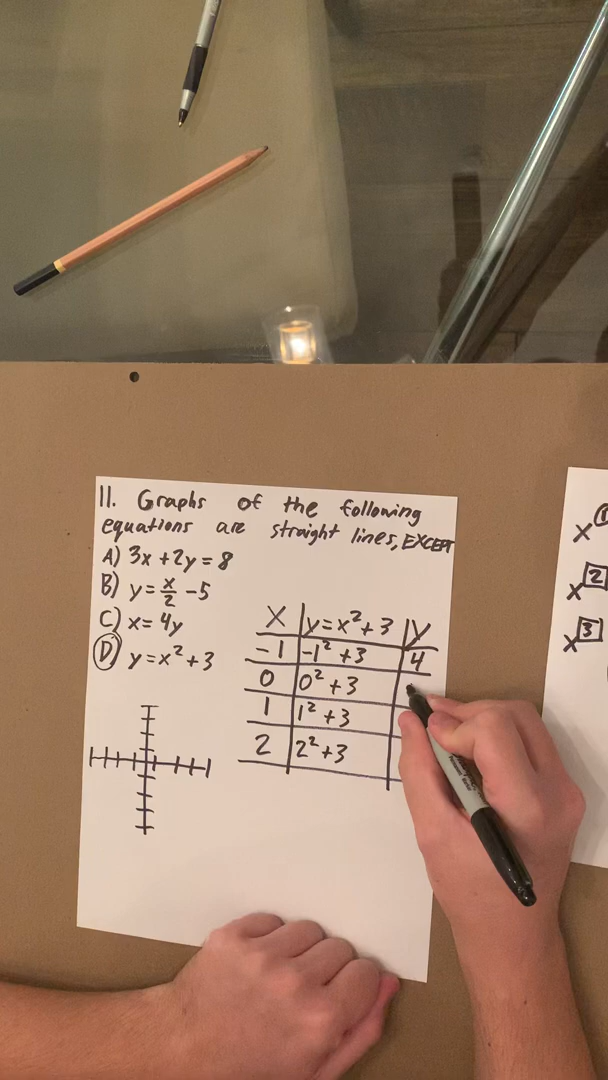 11. Graphs of the following
equations are straight lines, EXCEPT
A) 3x + 2y = 8
B) y = x/2 - 5
C) x = 4y
D) y = x² + 3
X y = x² + 3 y
-1 -1² + 3 4
0 0² + 3
1 1² + 3
2 2² + 3
x
x 2
x 3